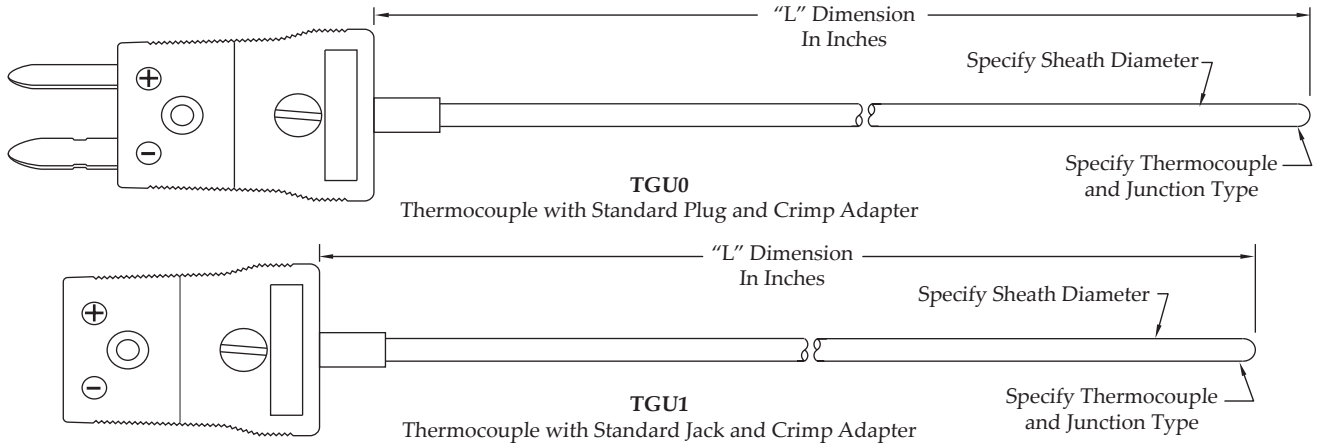 “L” Dimension
In Inches
Specify Sheath Diameter
+
−
Specify Thermocouple
and Junction Type
TGU0
Thermocouple with Standard Plug and Crimp Adapter
“L” Dimension
In Inches
Specify Sheath Diameter
+
−
Specify Thermocouple
and Junction Type
TGU1
Thermocouple with Standard Jack and Crimp Adapter